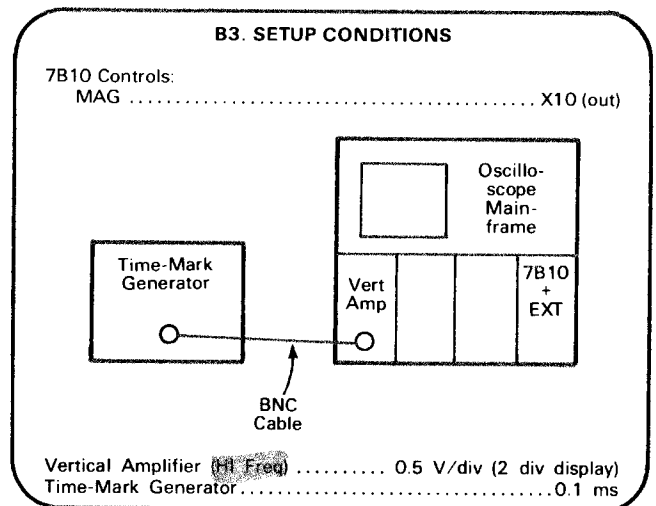 B3. SETUP CONDITIONS
7B10 Controls:
MAG ............................................. X10 (out)
Oscillo-
scope
Main-
frame
Time-Mark
Generator
Vert
Amp
7B10
+
EXT
BNC
Cable
Vertical Amplifier (HI Freq) .......... 0.5 V/div (2 div display)
Time-Mark Generator.......................................0.1 ms